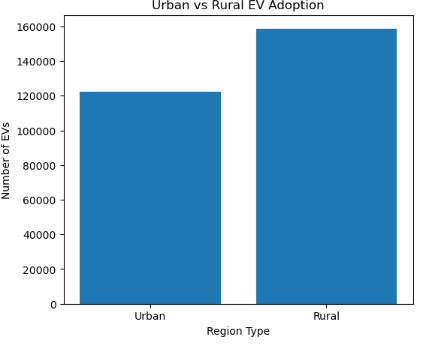 Urban vs Rural EV Adoption
160000
140000
120000
100000
80000
60000
40000
20000
0
Number of EVs
Urban
Rural
Region Type